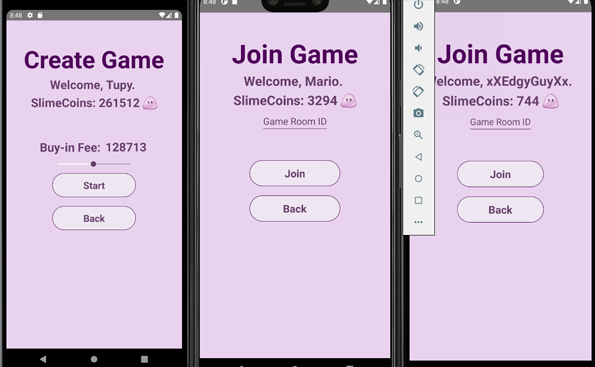 8:48
Create Game
Welcome, Tupy.
SlimeCoins: 261512
Buy-in Fee: 128713
Start
Back
8:48
Join Game
Welcome, Mario.
SlimeCoins: 3294
Game Room ID
Join
Back
8:48
Join Game
Welcome, xXEdgyGuyXx.
SlimeCoins: 744
Game Room ID
Join
Back